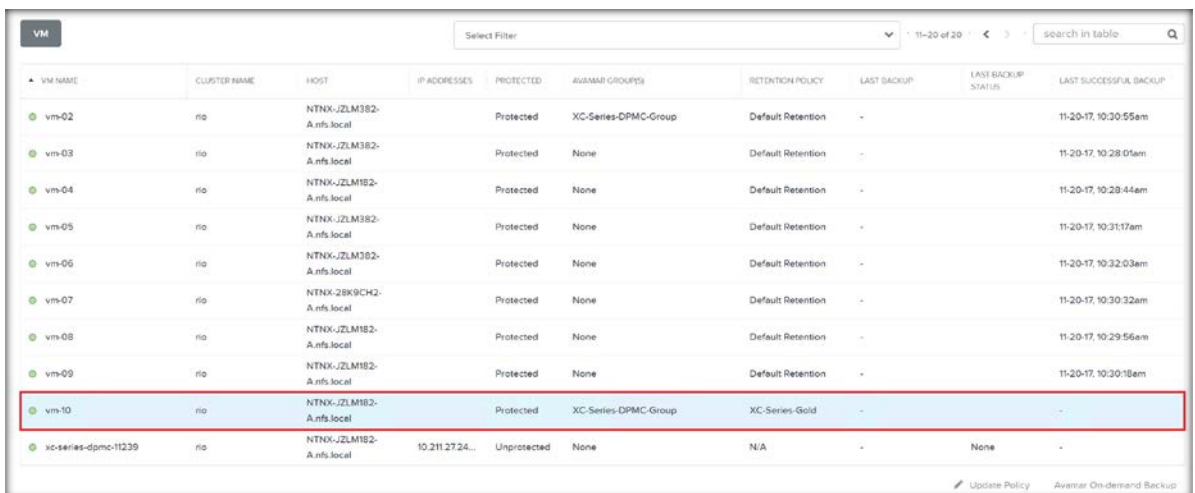 VM
Select Filter
11–20 of 20
search in table
VM NAME CLUSTER NAME HOST IP ADDRESSES PROTECTED AVAMAR GROUP(S) RETENTION POLICY LAST BACKUP LAST BACKUP STATUS LAST SUCCESSFUL BACKUP
vm-02 rio NTNX-JZLM382-A.nfs.local Protected XC-Series-DPMC-Group Default Retention - 11-20-17, 10:30:55am
vm-03 rio NTNX-JZLM382-A.nfs.local Protected None Default Retention - 11-20-17, 10:28:01am
vm-04 rio NTNX-JZLM182-A.nfs.local Protected None Default Retention - 11-20-17, 10:28:44am
vm-05 rio NTNX-JZLM382-A.nfs.local Protected None Default Retention - 11-20-17, 10:31:17am
vm-06 rio NTNX-JZLM382-A.nfs.local Protected None Default Retention - 11-20-17, 10:32:03am
vm-07 rio NTNX-28K9CH2-A.nfs.local Protected None Default Retention - 11-20-17, 10:30:32am
vm-08 rio NTNX-JZLM182-A.nfs.local Protected None Default Retention - 11-20-17, 10:29:56am
vm-09 rio NTNX-JZLM182-A.nfs.local Protected None Default Retention - 11-20-17, 10:30:18am
vm-10 rio NTNX-JZLM182-A.nfs.local Protected XC-Series-DPMC-Group XC-Series-Gold - -
xc-series-dpmc-11239 rio NTNX-JZLM182-A.nfs.local 10.211.27.24... Unprotected None N/A - None -
Update Policy Avamar On-demand Backup